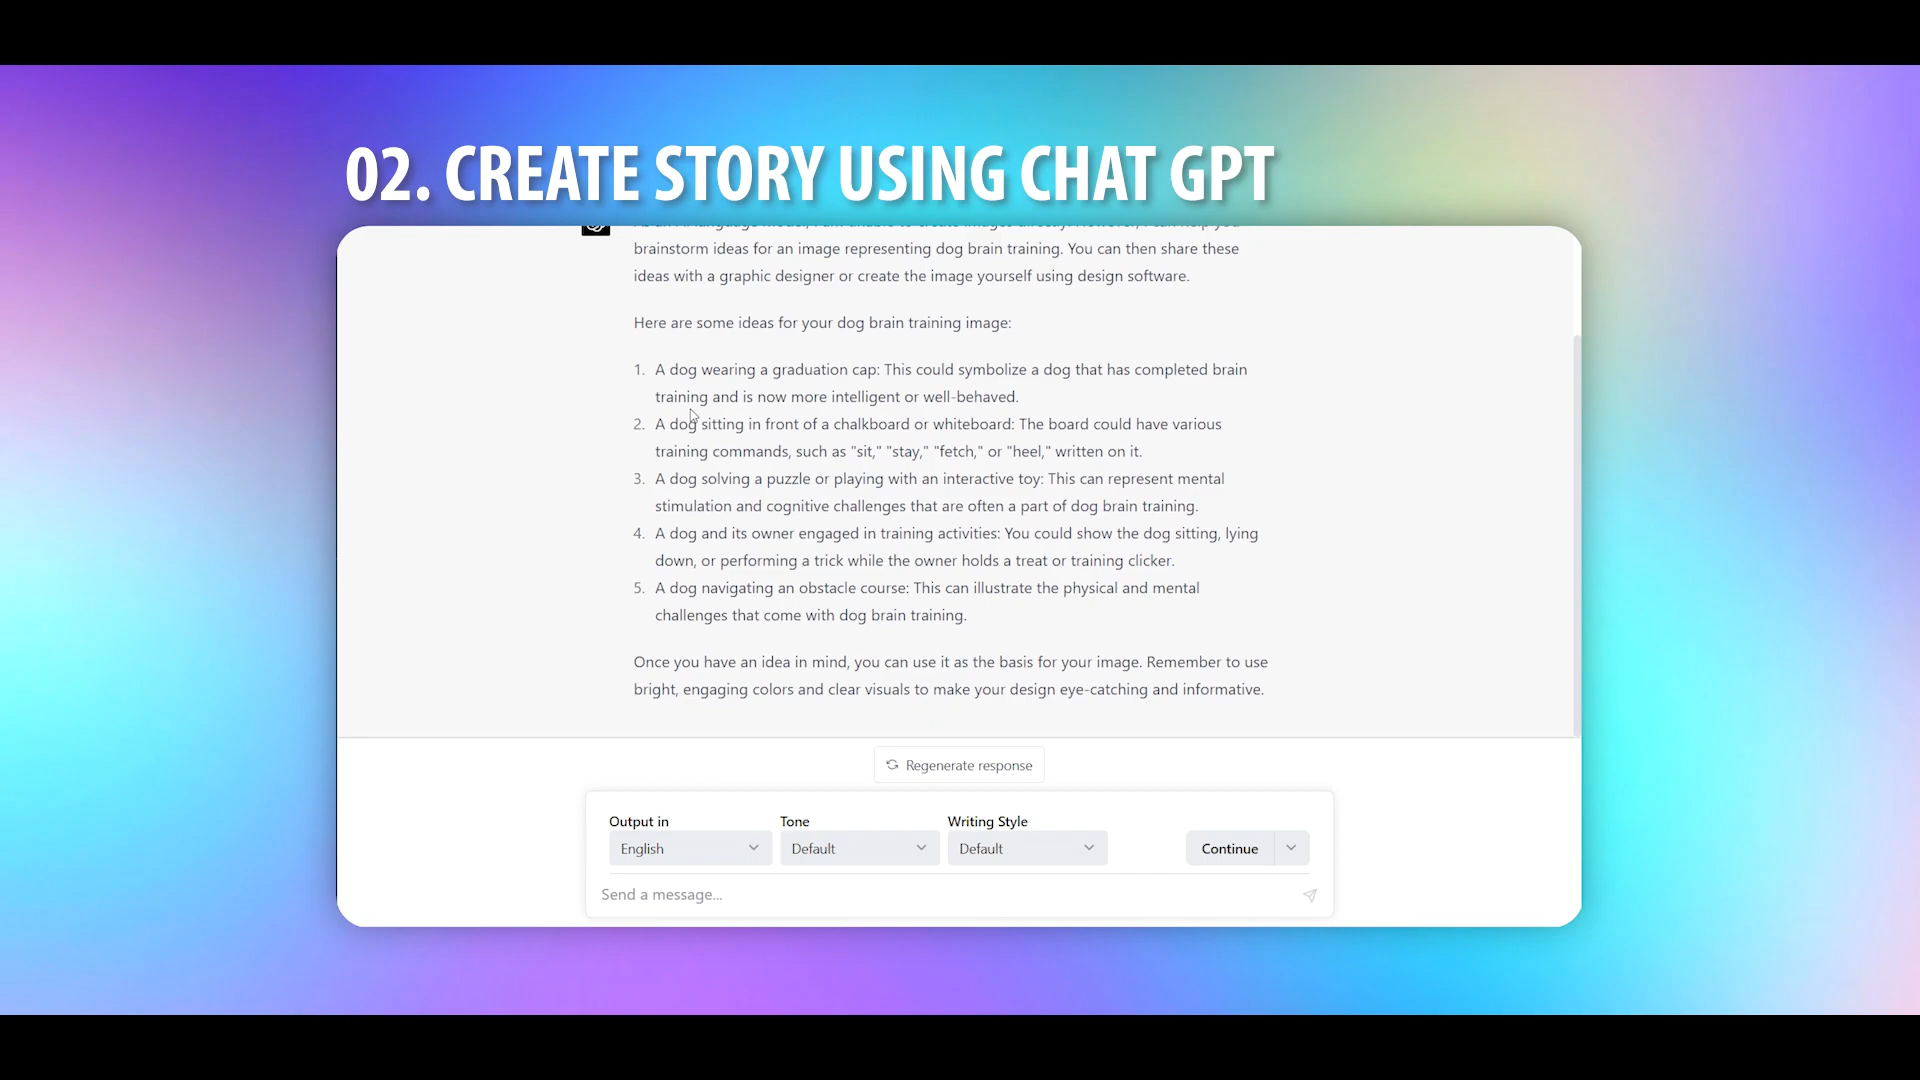 02. CREATE STORY USING CHAT GPT
brainstorm ideas for an image representing dog brain training. You can then share these
ideas with a graphic designer or create the image yourself using design software.
Here are some ideas for your dog brain training image:
1. A dog wearing a graduation cap: This could symbolize a dog that has completed brain
training and is now more intelligent or well-behaved.
2. A dog sitting in front of a chalkboard or whiteboard: The board could have various
training commands, such as "sit," "stay," "fetch," or "heel," written on it.
3. A dog solving a puzzle or playing with an interactive toy: This can represent mental
stimulation and cognitive challenges that are often a part of dog brain training.
4. A dog and its owner engaged in training activities: You could show the dog sitting, lying
down, or performing a trick while the owner holds a treat or training clicker.
5. A dog navigating an obstacle course: This can illustrate the physical and mental
challenges that come with dog brain training.
Once you have an idea in mind, you can use it as the basis for your image. Remember to use
bright, engaging colors and clear visuals to make your design eye-catching and informative.
Regenerate response
Output in Tone Writing Style
English Default Default Continue
Send a message...